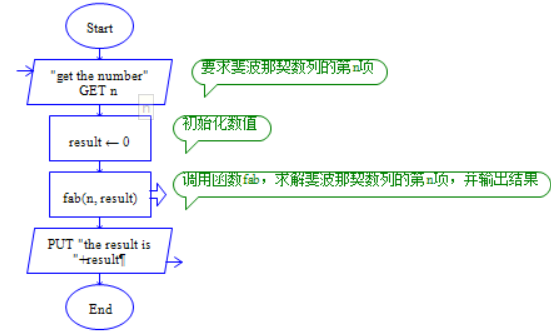 Start
"get the number"
GET n
要求斐波那契数列的第n项
n
result ← 0
初始化数值
fab(n, result)
调用函数fab，求解斐波那契数列的第n项，并输出结果
PUT "the result is
"+result¶
End